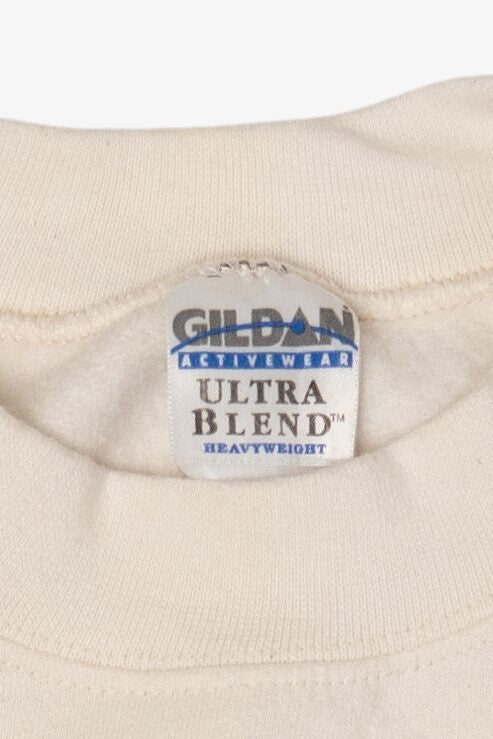 GILDAN
ACTIVEWEAR
ULTRA
BLEND™
HEAVYWEIGHT